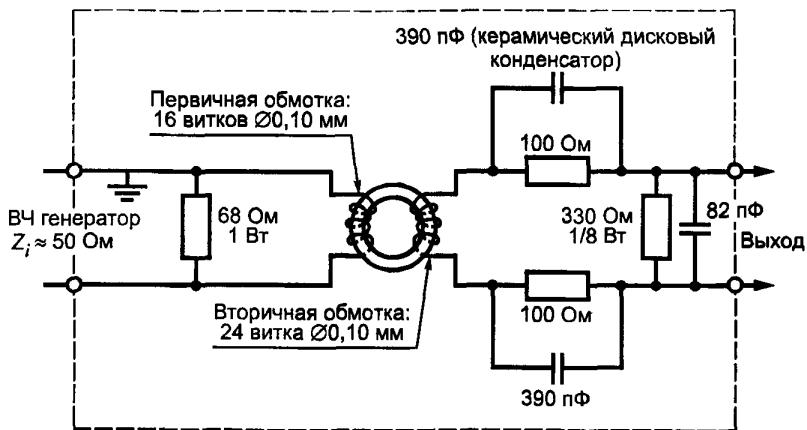 390 пФ (керамический дисковый
конденсатор)
Первичная обмотка:
16 витков Ø0,10 мм
100 Ом
ВЧ генератор
Zi ≈ 50 Ом
68 Ом
1 Вт
330 Ом
1/8 Вт
82 пФ
Выход
Вторичная обмотка:
24 витка Ø0,10 мм
100 Ом
390 пФ